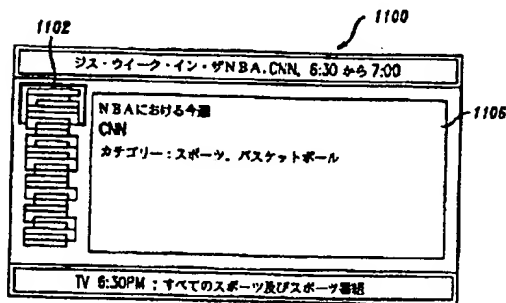 1100
1102
ジス・ウイーク・イン・ザNBA.CNN, 6:30 から 7:00
NBAにおける今週
CNN
カテゴリー：スポーツ, バスケットボール
1106
TV 6:30PM ; すべてのスポーツ及びスポーツ番組